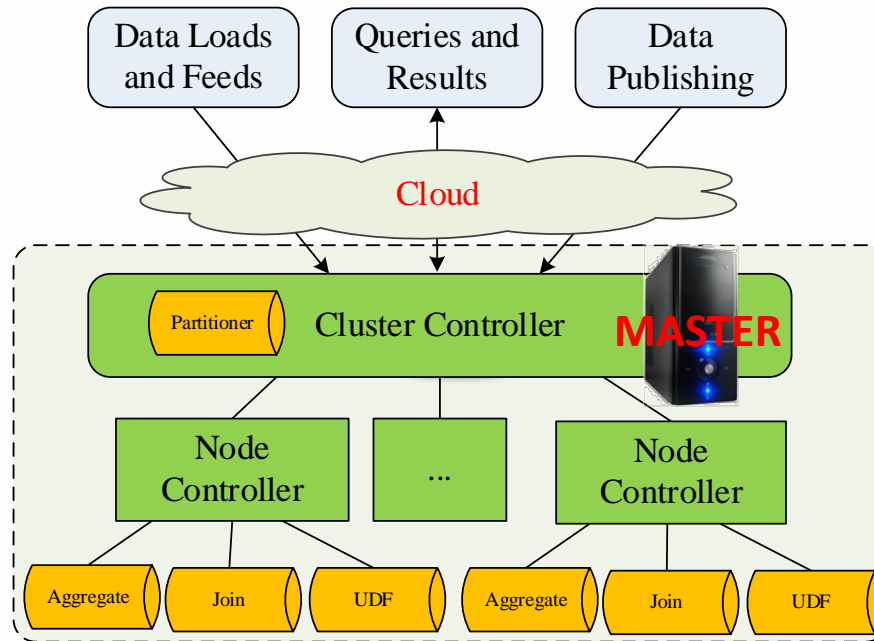 Data Loads
and Feeds
Queries and
Results
Data
Publishing
Cloud
Partitioner
Cluster Controller
MASTER
Node
Controller
...
Node
Controller
Aggregate
Join
UDF
Aggregate
Join
UDF